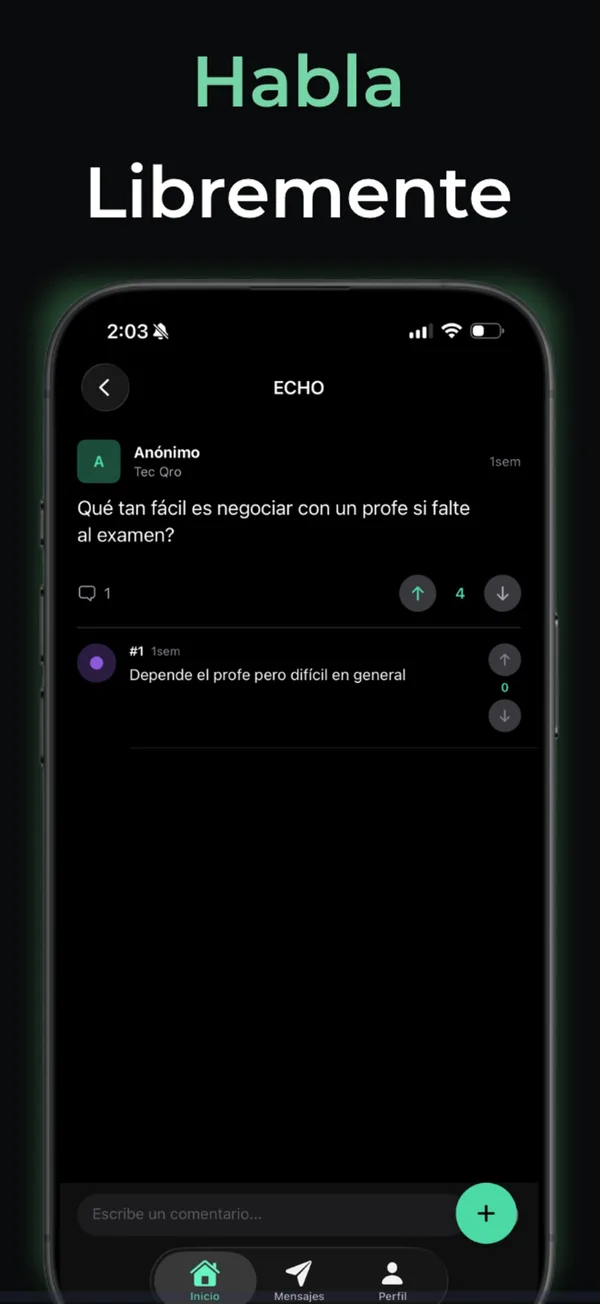 Habla
Libremente
2:03
ECHO
A
Anónimo
Tec Qro
1sem
Qué tan fácil es negociar con un profe si falte
al examen?
1
4
#1 1sem
Depende el profe pero difícil en general
0
Escribe un comentario...
+
Inicio
Mensajes
Perfil